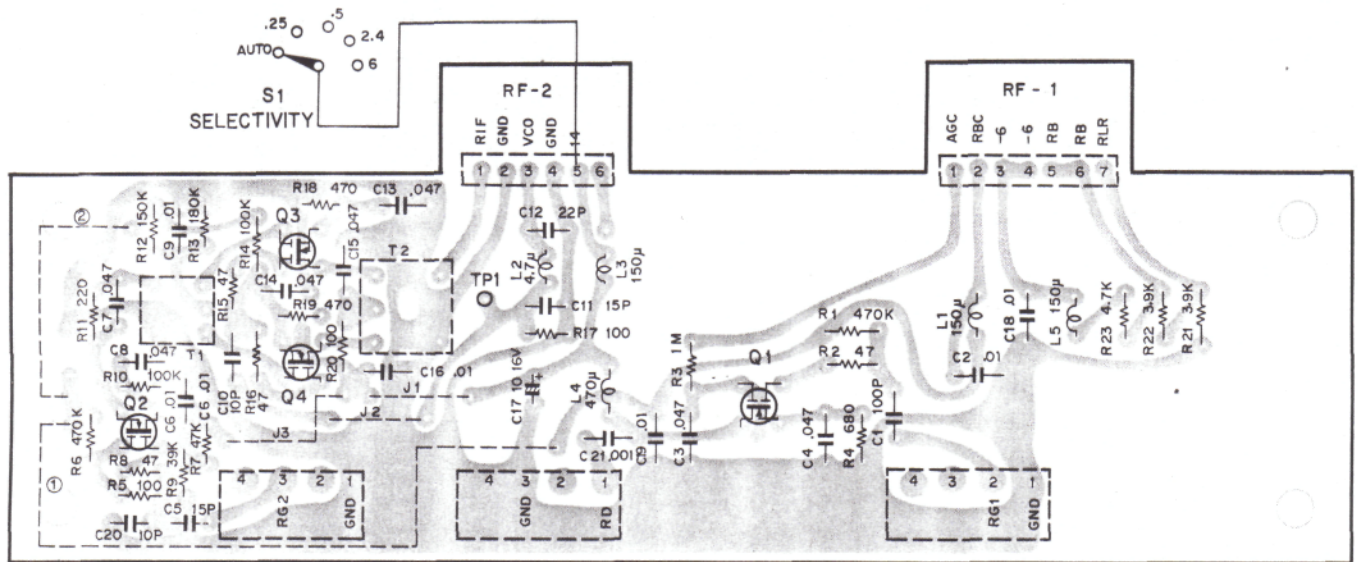 .25
.5
2.4
AUTO
6
S1
SELECTIVITY
RF-2
RF - 1
RIF
GND
VCO
GND
14
AGC
RBC
-6
-6
RB
RB
RLR
1 2 3 4 5 6
1 2 3 4 5 6 7
②
R12 150K
C9 .01
R13 180K
R14 100K
R18 470
C13 .047
Q3
C15 .047
T2
C12 22P
L2 4.7µ
L3 150µ
TP1
C11 15P
R17 100
R11 220
C7 .047
R15 47
C14 .047
R19 470
R20 100
T1
C8 .047
R10 100K
C6 .01
C6 .01
C10 10P
R16 47
Q4
C16 .01
J1
J2
J3
C17 10 16V
L4 470µ
R3 1M
R1 470K
R2 47
Q1
L1 150µ
C18 .01
L5 150µ
R23 4.7K
R22 3.9K
R21 3.9K
C2 .01
C1 100P
Q2
R6 470K
R8 47
R5 100
R9 39K
R7 47K
①
C20 10P
C5 15P
C21 .001
C19 .01
C3 .047
C4 .047
R4 680
4 3 2 1
RG2
GND
4 3 2 1
GND
RD
4 3 2 1
RG1
GND